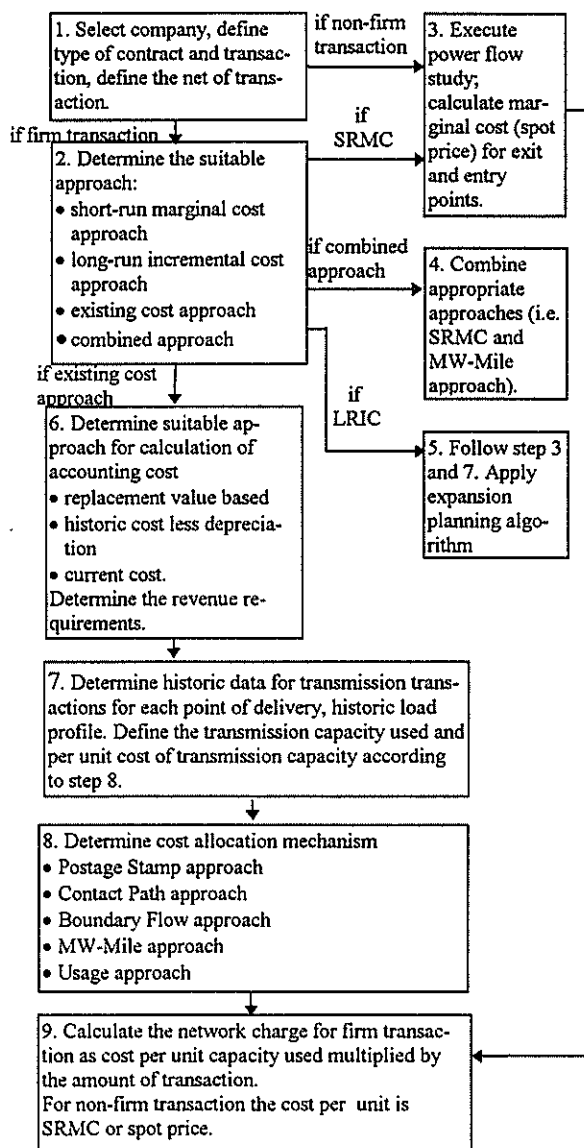 1. Select company, define
type of contract and transac-
tion, define the net of trans-
action.
if non-firm
transaction
3. Execute
power flow
study;
calculate mar-
ginal cost (spot
price) for exit
and entry
points.
if firm transaction
if
SRMC
2. Determine the suitable
approach:
• short-run marginal cost
approach
• long-run incremental cost
approach
• existing cost approach
• combined approach
if combined
approach
4. Combine
appropriate
approaches (i.e.
SRMC and
MW-Mile
approach).
if existing cost
approach
if
LRIC
5. Follow step 3
and 7. Apply
expansion
planning algo-
rithm
6. Determine suitable ap-
proach for calculation of
accounting cost
• replacement value based
• historic cost less deprecia-
tion
• current cost.
Determine the revenue re-
quirements.
7. Determine historic data for transmission trans-
actions for each point of delivery, historic load
profile. Define the transmission capacity used and
per unit cost of transmission capacity according
to step 8.
8. Determine cost allocation mechanism
• Postage Stamp approach
• Contact Path approach
• Boundary Flow approach
• MW-Mile approach
• Usage approach
9. Calculate the network charge for firm transac-
tion as cost per unit capacity used multiplied by
the amount of transaction.
For non-firm transaction the cost per unit is
SRMC or spot price.